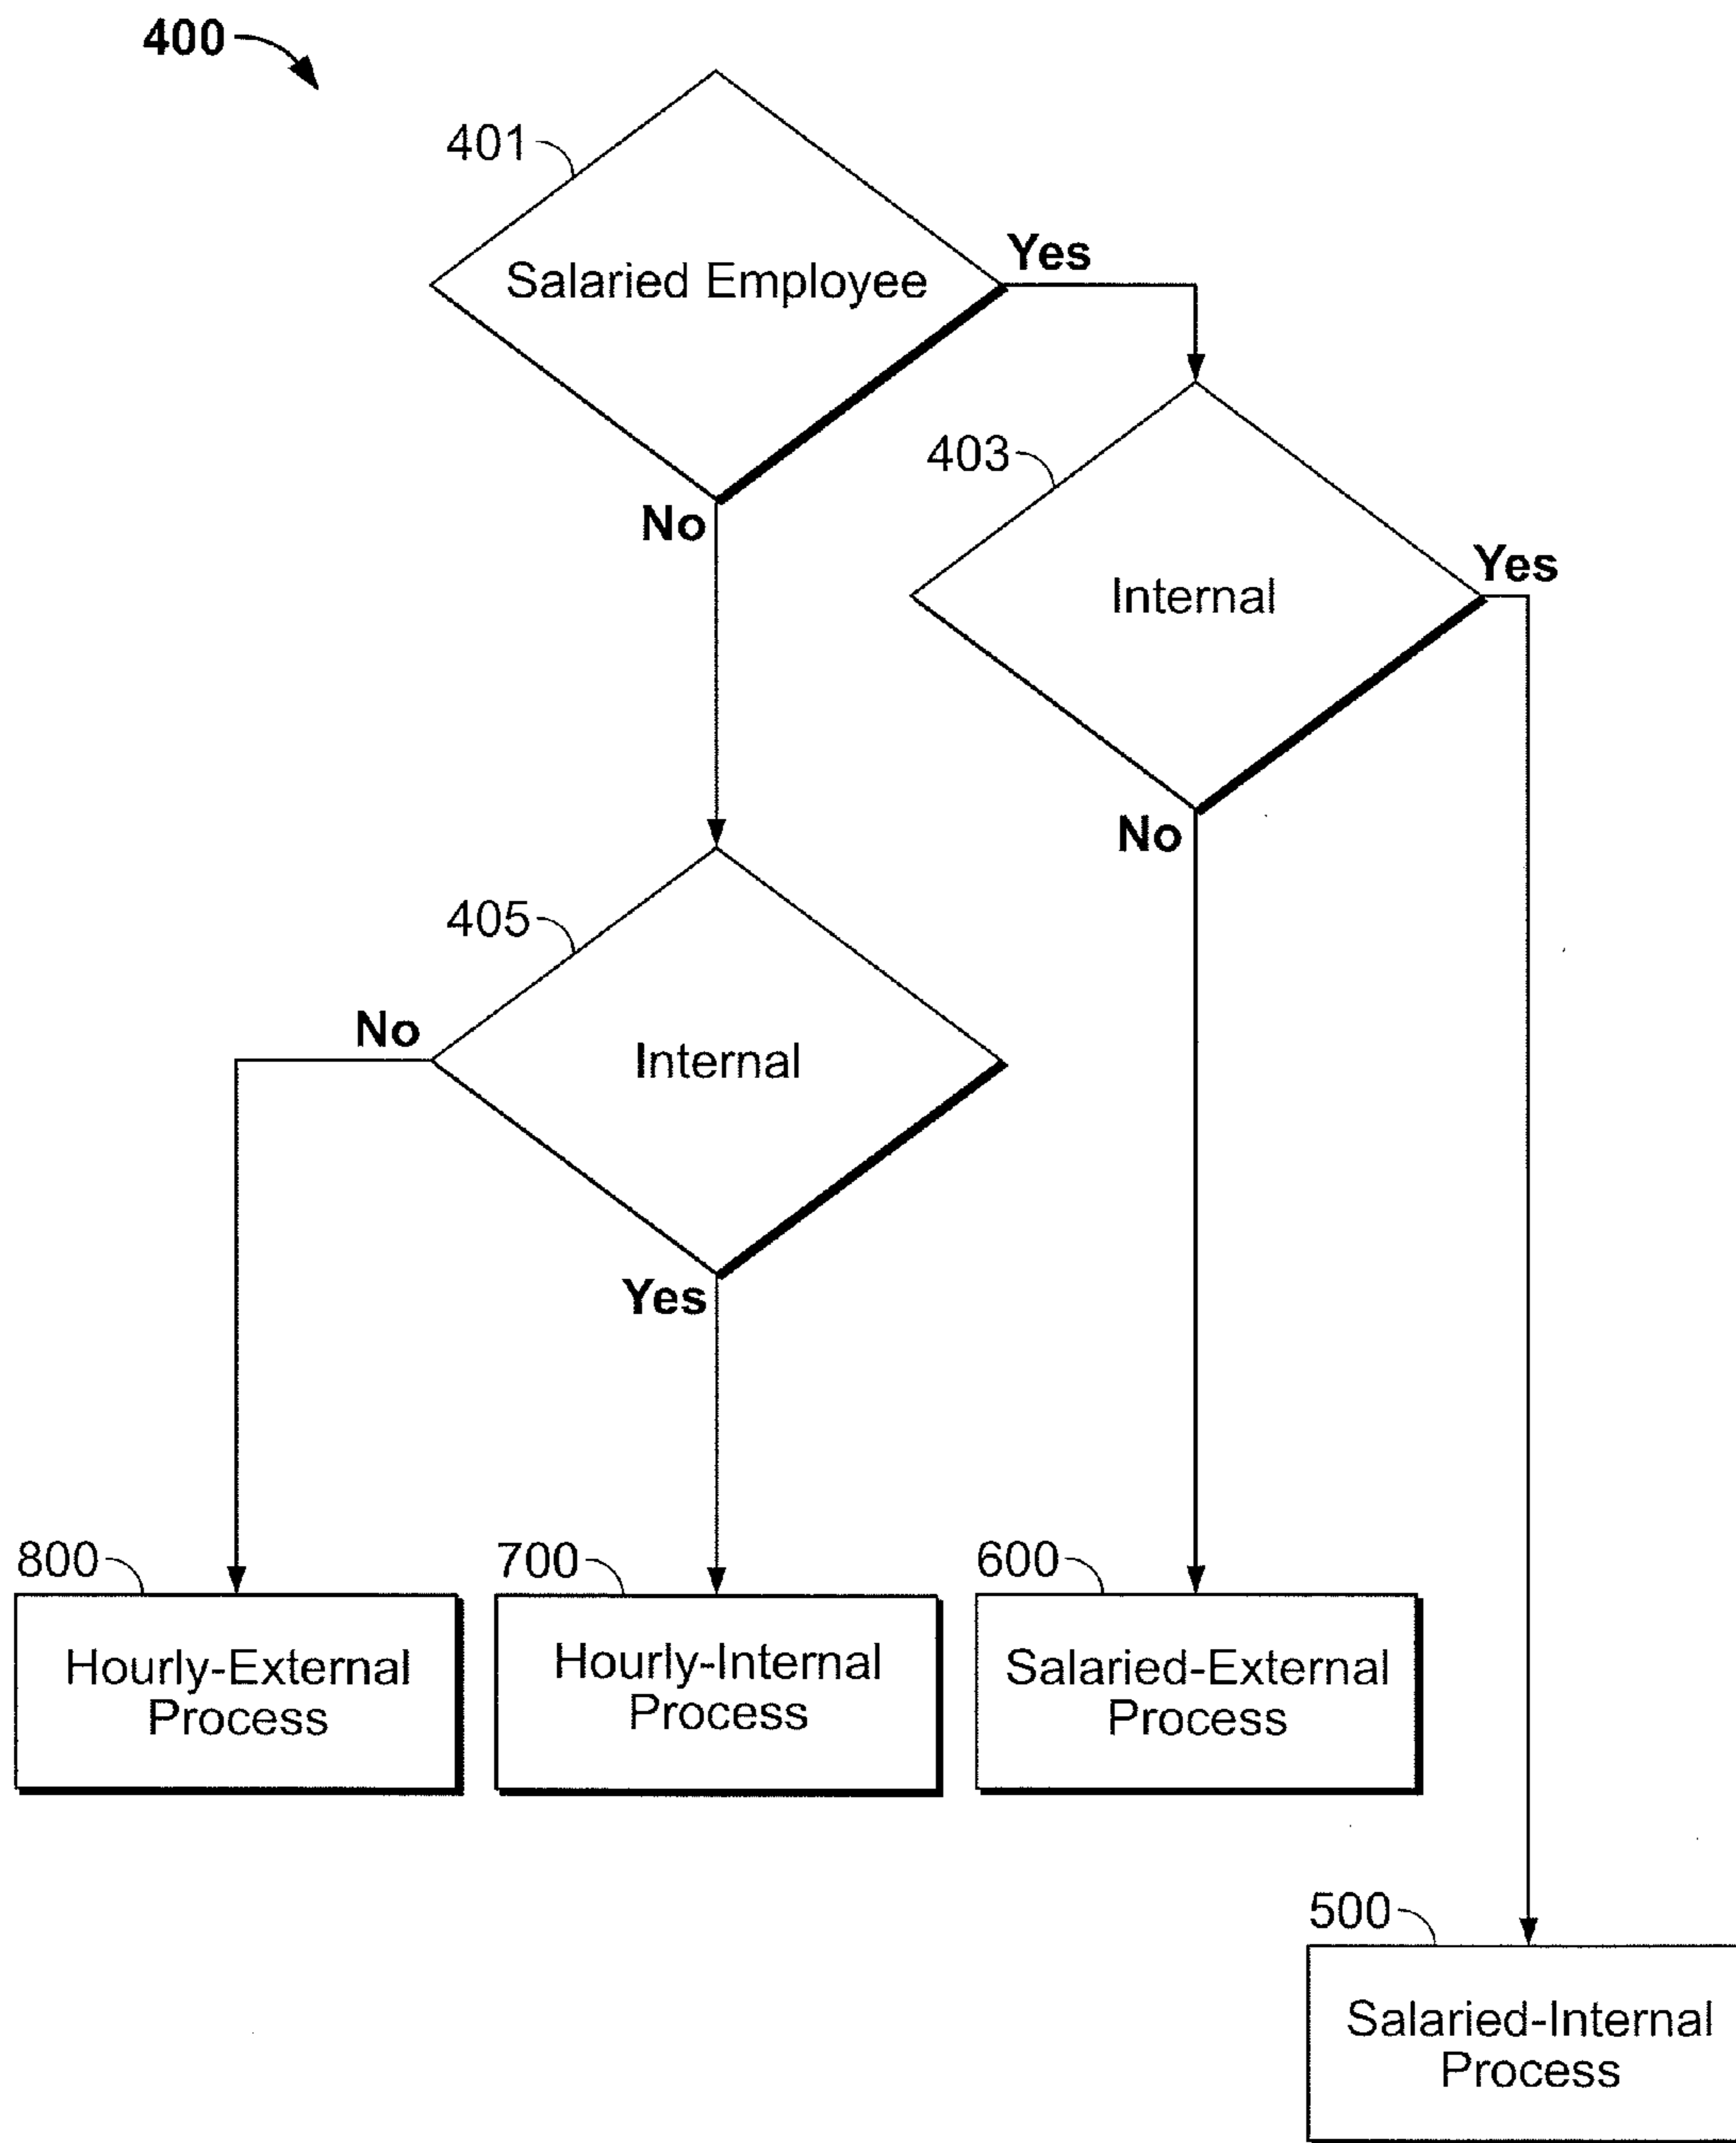 400
401
Salaried Employee
Yes
No
403
Internal
Yes
No
405
Internal
No
Yes
800
Hourly-External
Process
700
Hourly-Internal
Process
600
Salaried-External
Process
500
Salaried-Internal
Process